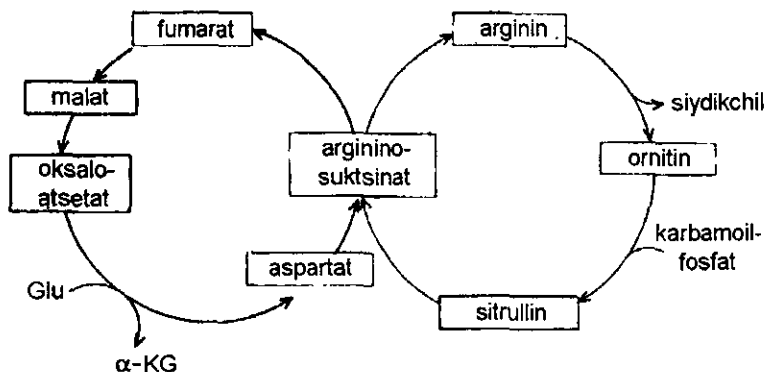 fumarat
arginin
malat
siydikchil
oksalo-
atsetat
arginino-
suktsinat
ornitin
karbamoil-
fosfat
aspartat
Glu
sitrullin
α-KG